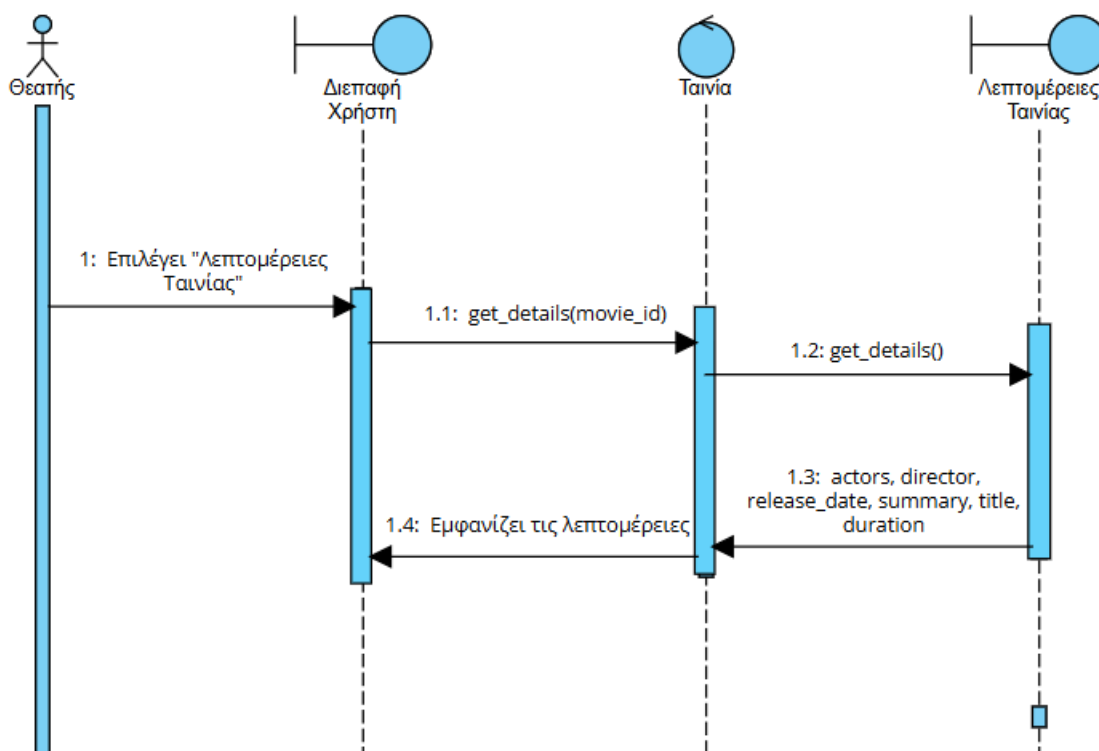 Θεατής
Διεπαφή
Χρήστη
Ταινία
Λεπτομέρειες
Ταινίας
1: Επιλέγει "Λεπτομέρειες
Ταινίας"
1.1: get_details(movie_id)
1.2: get_details()
1.3: actors, director,
release_date, summary, title,
duration
1.4: Εμφανίζει τις λεπτομέρειες